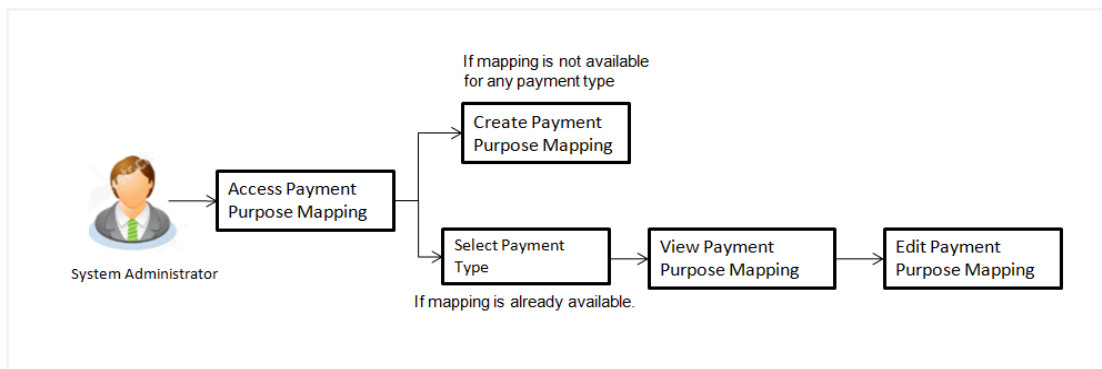 If mapping is not available
for any payment type
Create Payment
Purpose Mapping
Access Payment
Purpose Mapping
System Administrator
Select Payment
Type
If mapping is already available.
View Payment
Purpose Mapping
Edit Payment
Purpose Mapping